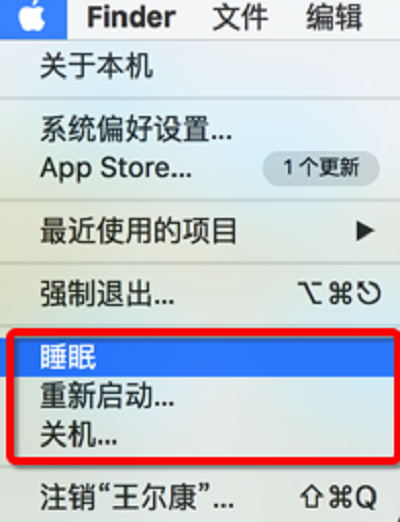 Finder 文件 编辑
关于本机
系统偏好设置...
App Store... 1个更新
最近使用的项目 ▶
强制退出... ⌥⌘⎋
睡眠
重新启动...
关机...
注销“王尔康”... ⇧⌘Q